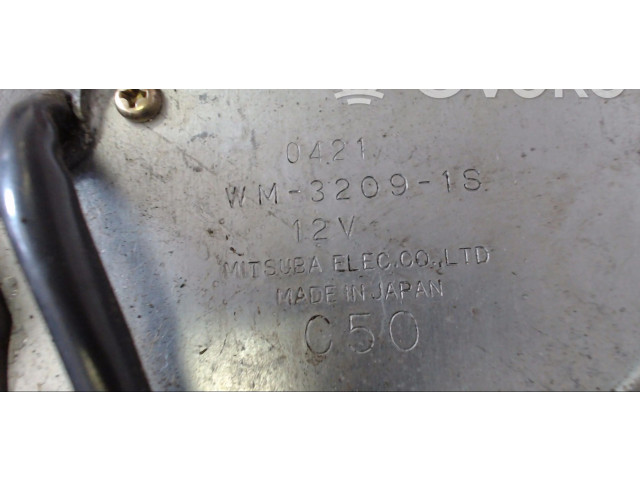 0421
WM-3209-1S
12V
MITSUBA ELEC.CO.,LTD
MADE IN JAPAN
C50